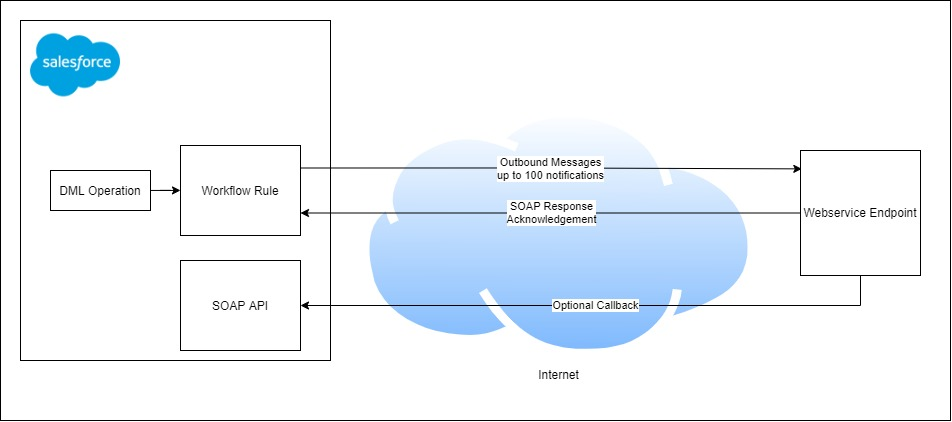 salesforce
DML Operation
Workflow Rule
Outbound Messages
up to 100 notifications
SOAP Response
Acknowledgement
Webservice Endpoint
SOAP API
Optional Callback
Internet